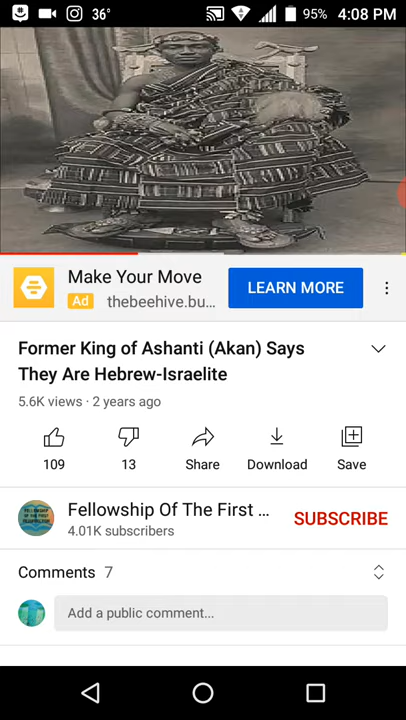 36°
95% 4:08 PM
Make Your Move
Ad thebeehive.bu...
LEARN MORE
Former King of Ashanti (Akan) Says
They Are Hebrew-Israelite
5.6K views · 2 years ago
109 13 Share Download Save
Fellowship Of The First ...
4.01K subscribers
SUBSCRIBE
Comments 7
Add a public comment...